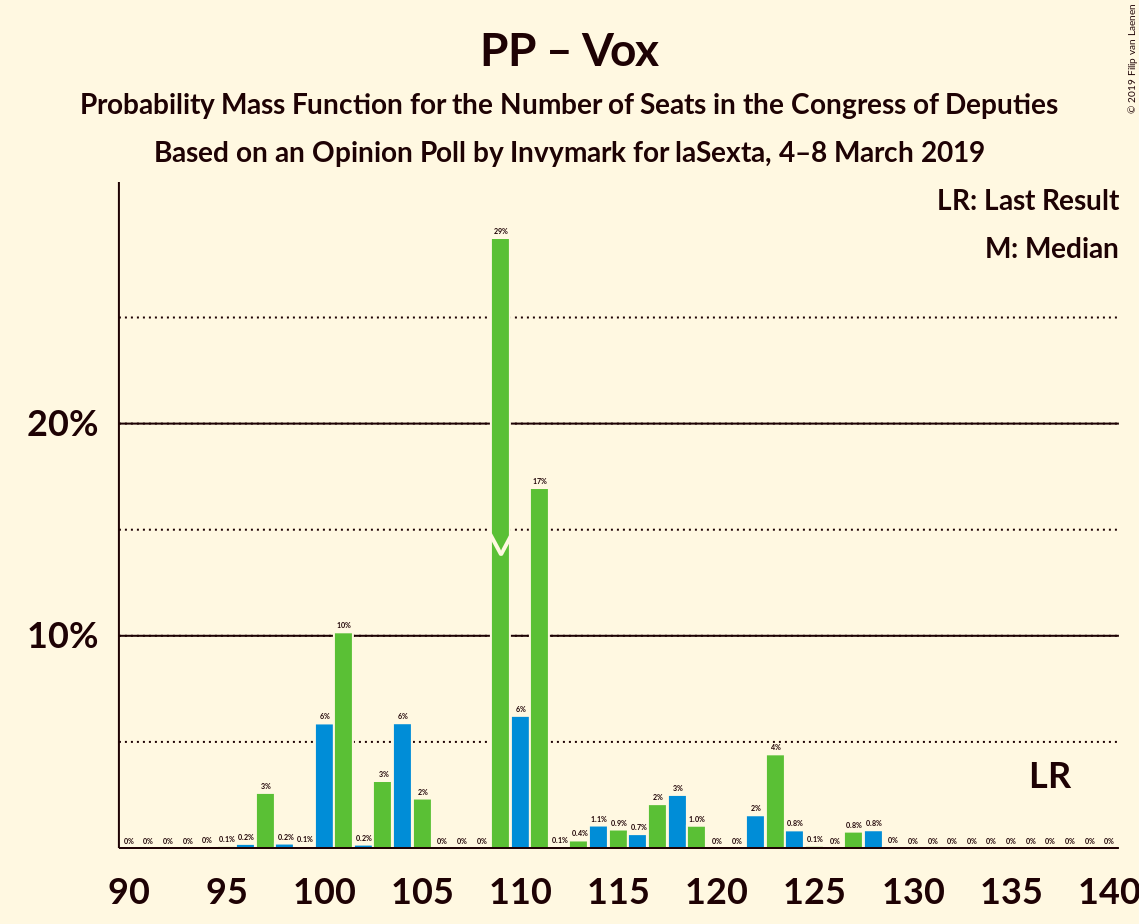 PP – Vox
Probability Mass Function for the Number of Seats in the Congress of Deputies
Based on an Opinion Poll by Invymark for laSexta, 4–8 March 2019
© 2019 Filip van Laenen
LR: Last Result
M: Median
20%
10%
0% 0% 0% 0% 0% 0.1% 0.2% 3% 0.2% 0.1% 6% 10% 0.2% 3% 6% 2% 0% 0% 0% 29% 6% 17% 0.1% 0.4% 1.1% 0.9% 0.7% 2% 3% 1.0% 0% 0% 2% 4% 0.8% 0.1% 0% 0.8% 0.8% 0% 0% 0% 0% 0% 0% 0% 0% 0% 0% 0% 0%
LR
90 95 100 105 110 115 120 125 130 135 140